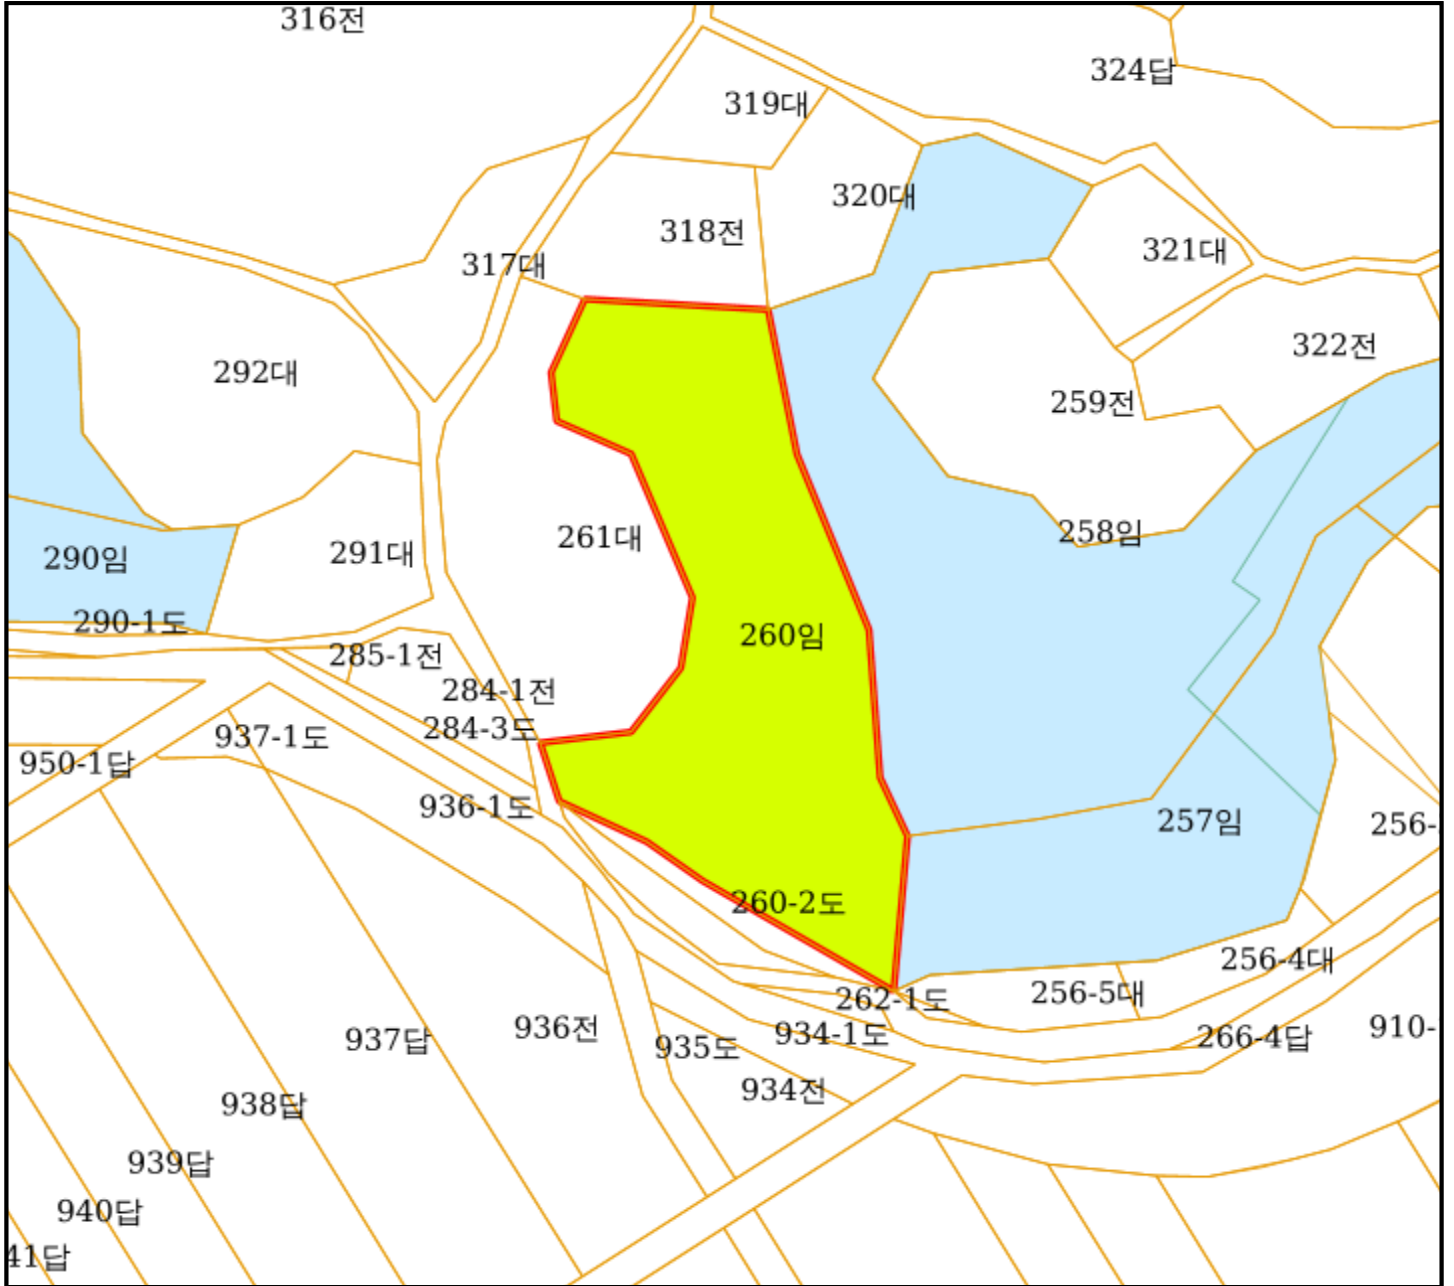 316전
324답
319대
320대
318전
321대
317대
322전
292대
259전
258임
261대
291대
290임
290-1도
260임
285-1전
284-1전
284-3도
937-1도
950-1답
936-1도
257임
256-
260-2도
256-4대
256-5대
262-1도
934-1도
266-4답
910-
936전
935도
937답
934전
938답
939답
940답
41답